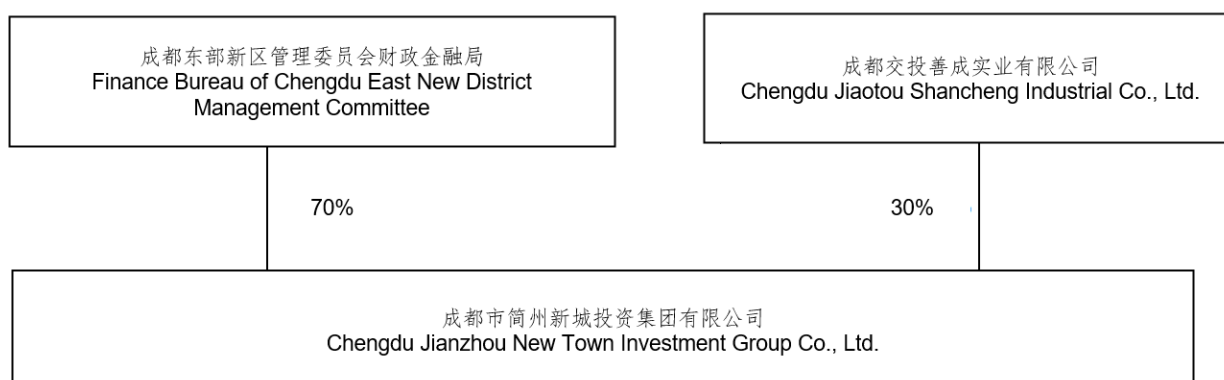 成都东部新区管理委员会财政金融局
Finance Bureau of Chengdu East New District
Management Committee
成都交投善成实业有限公司
Chengdu Jiaotou Shancheng Industrial Co., Ltd.
70%
30%
成都市简州新城投资集团有限公司
Chengdu Jianzhou New Town Investment Group Co., Ltd.